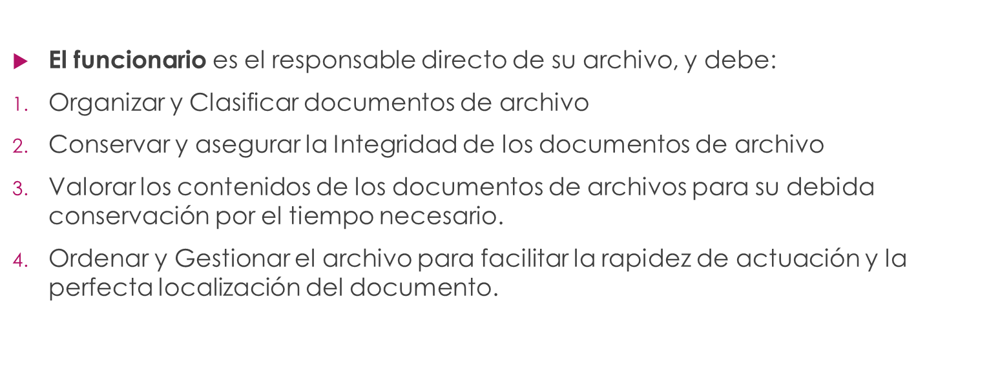 El funcionario es el responsable directo de su archivo, y debe:
1. Organizar y Clasificar documentos de archivo
2. Conservar y asegurar la Integridad de los documentos de archivo
3. Valorar los contenidos de los documentos de archivos para su debida
conservación por el tiempo necesario.
4. Ordenar y Gestionar el archivo para facilitar la rapidez de actuación y la
perfecta localización del documento.